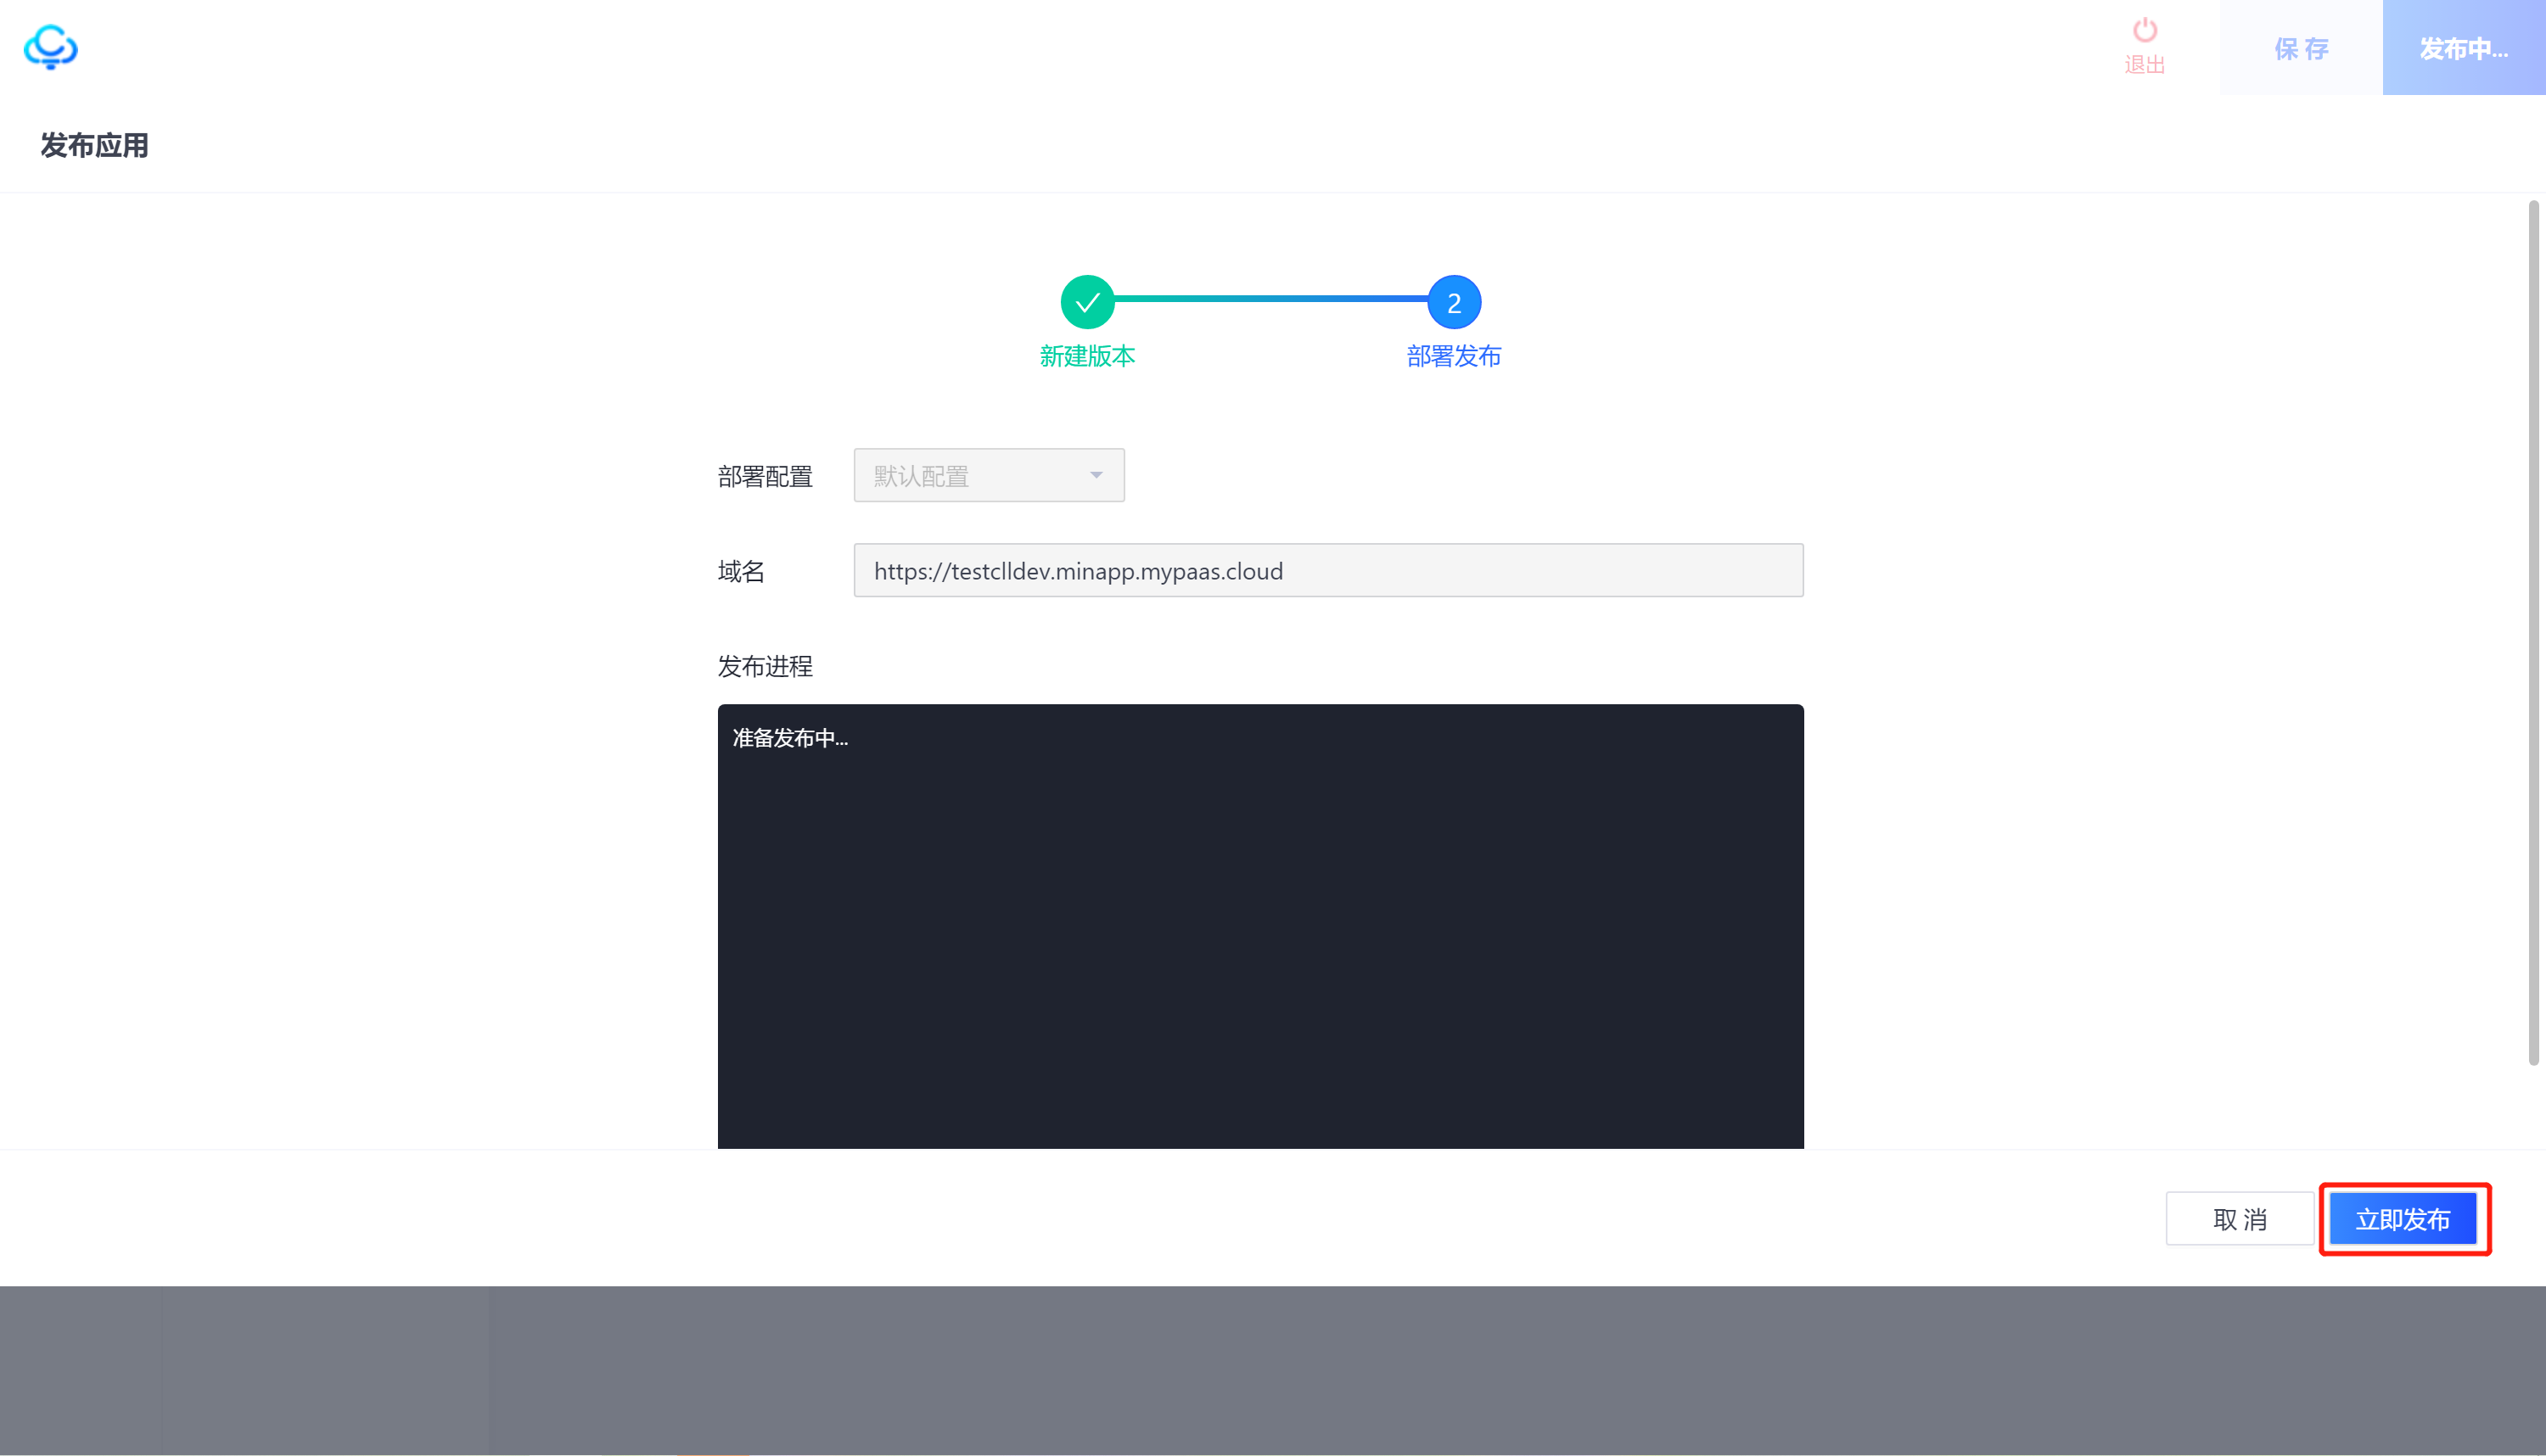 退出
保存
发布中...
发布应用
2
新建版本
部署发布
部署配置
默认配置
域名
https://testclldev.minapp.mypaas.cloud
发布进程
准备发布中...
取消
立即发布